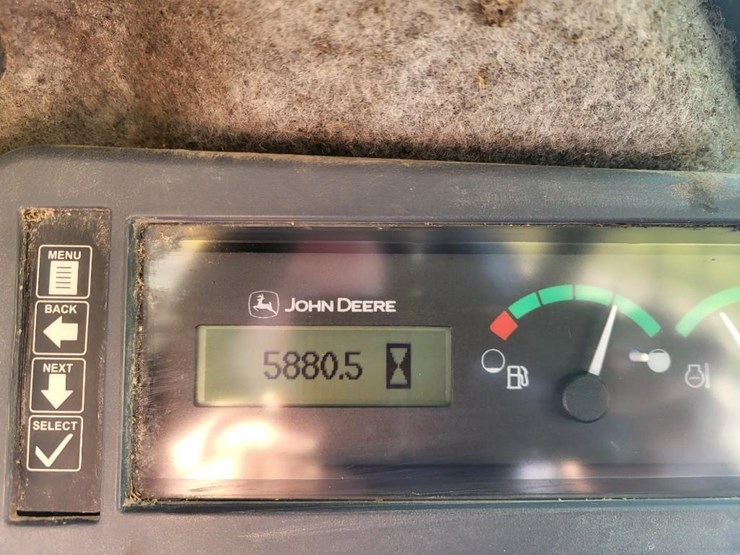 MENU
BACK
NEXT
SELECT
JOHN DEERE
5880.5